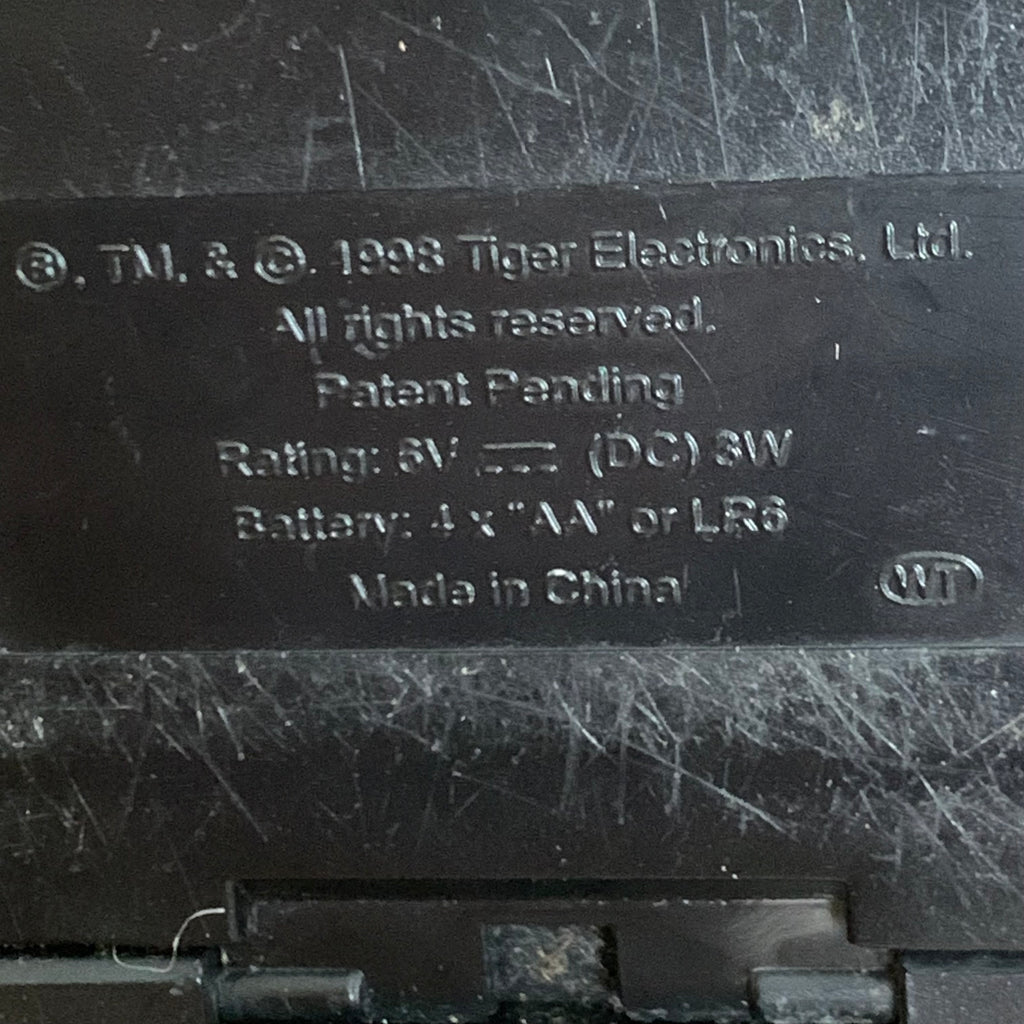 ®, TM, & ©. 1998 Tiger Electronics, Ltd.
All rights reserved.
Patent Pending
Rating: 6V ⎓ (DC) 3W
Battery: 4 x "AA" or LR6
Made in China
WT